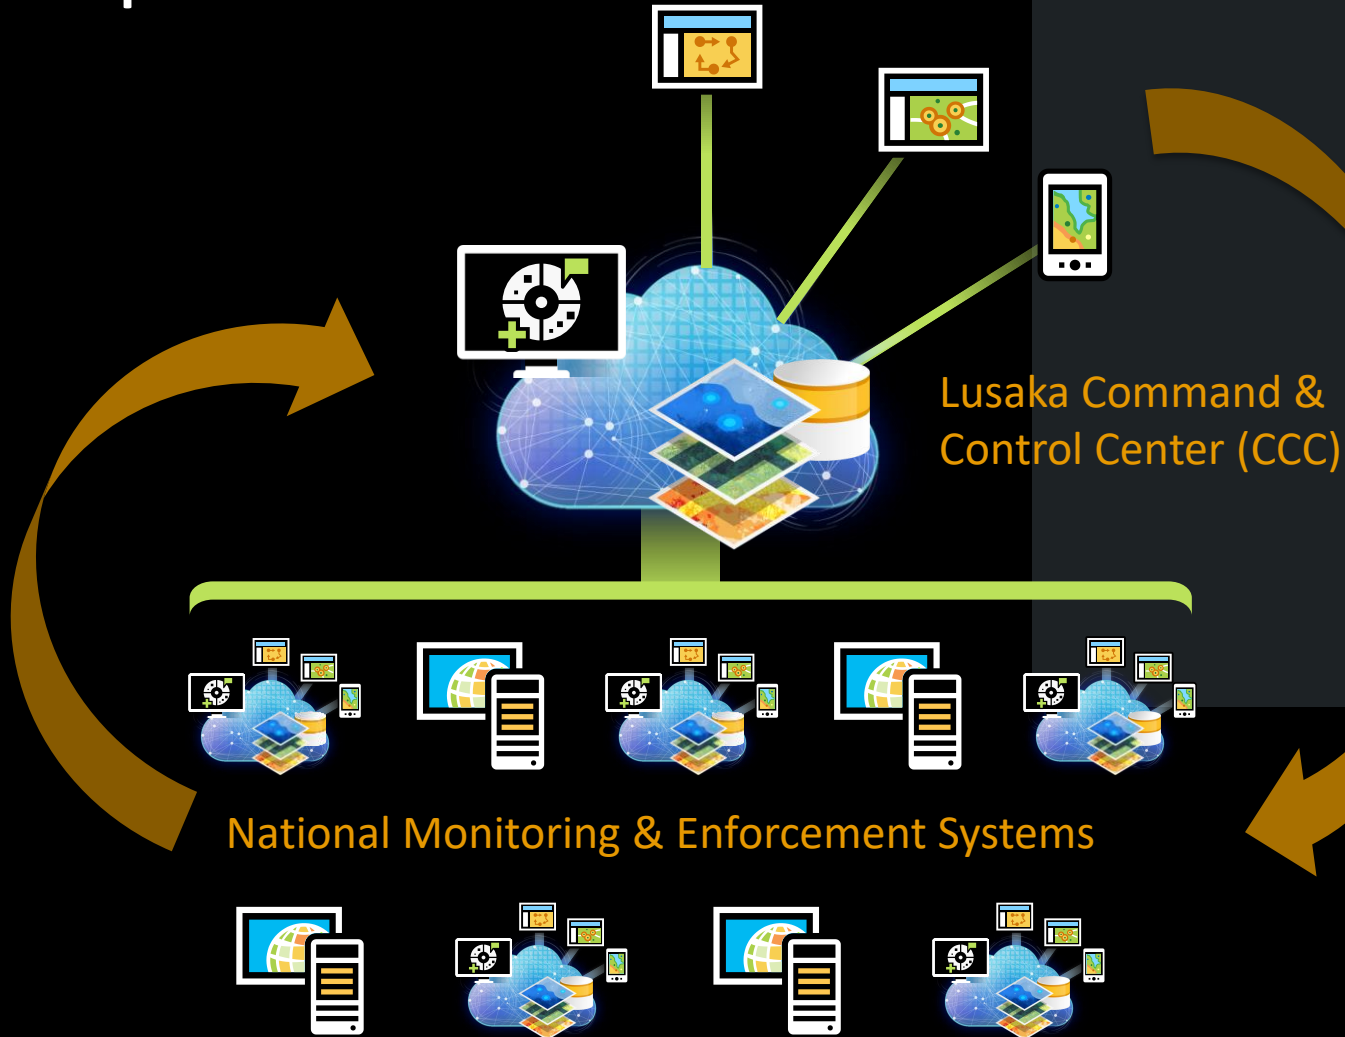 Lusaka Command &
Control Center (CCC)
National Monitoring & Enforcement Systems